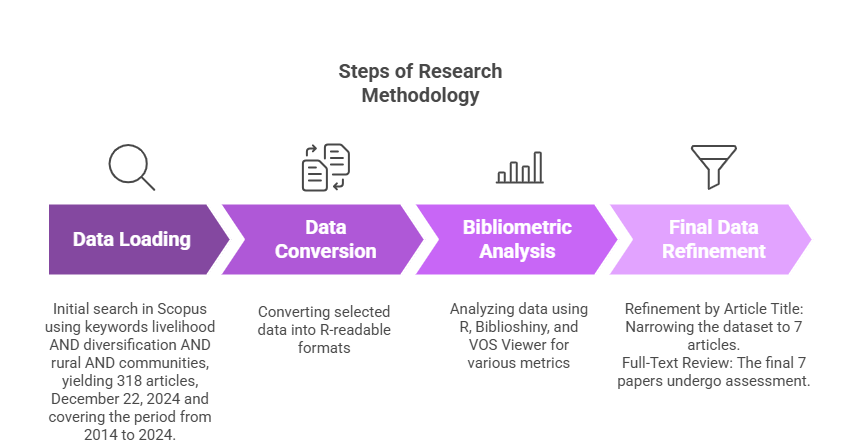 Steps of Research
Methodology
Data Loading
Data
Conversion
Bibliometric
Analysis
Final Data
Refinement
Initial search in Scopus
using keywords livelihood
AND diversification AND
rural AND communities,
yielding 318 articles,
December 22, 2024 and
covering the period from
2014 to 2024.
Converting selected
data into R-readable
formats
Analyzing data using
R, Biblioshiny, and
VOS Viewer for
various metrics
Refinement by Article Title:
Narrowing the dataset to 7
articles.
Full-Text Review: The final 7
papers undergo assessment.